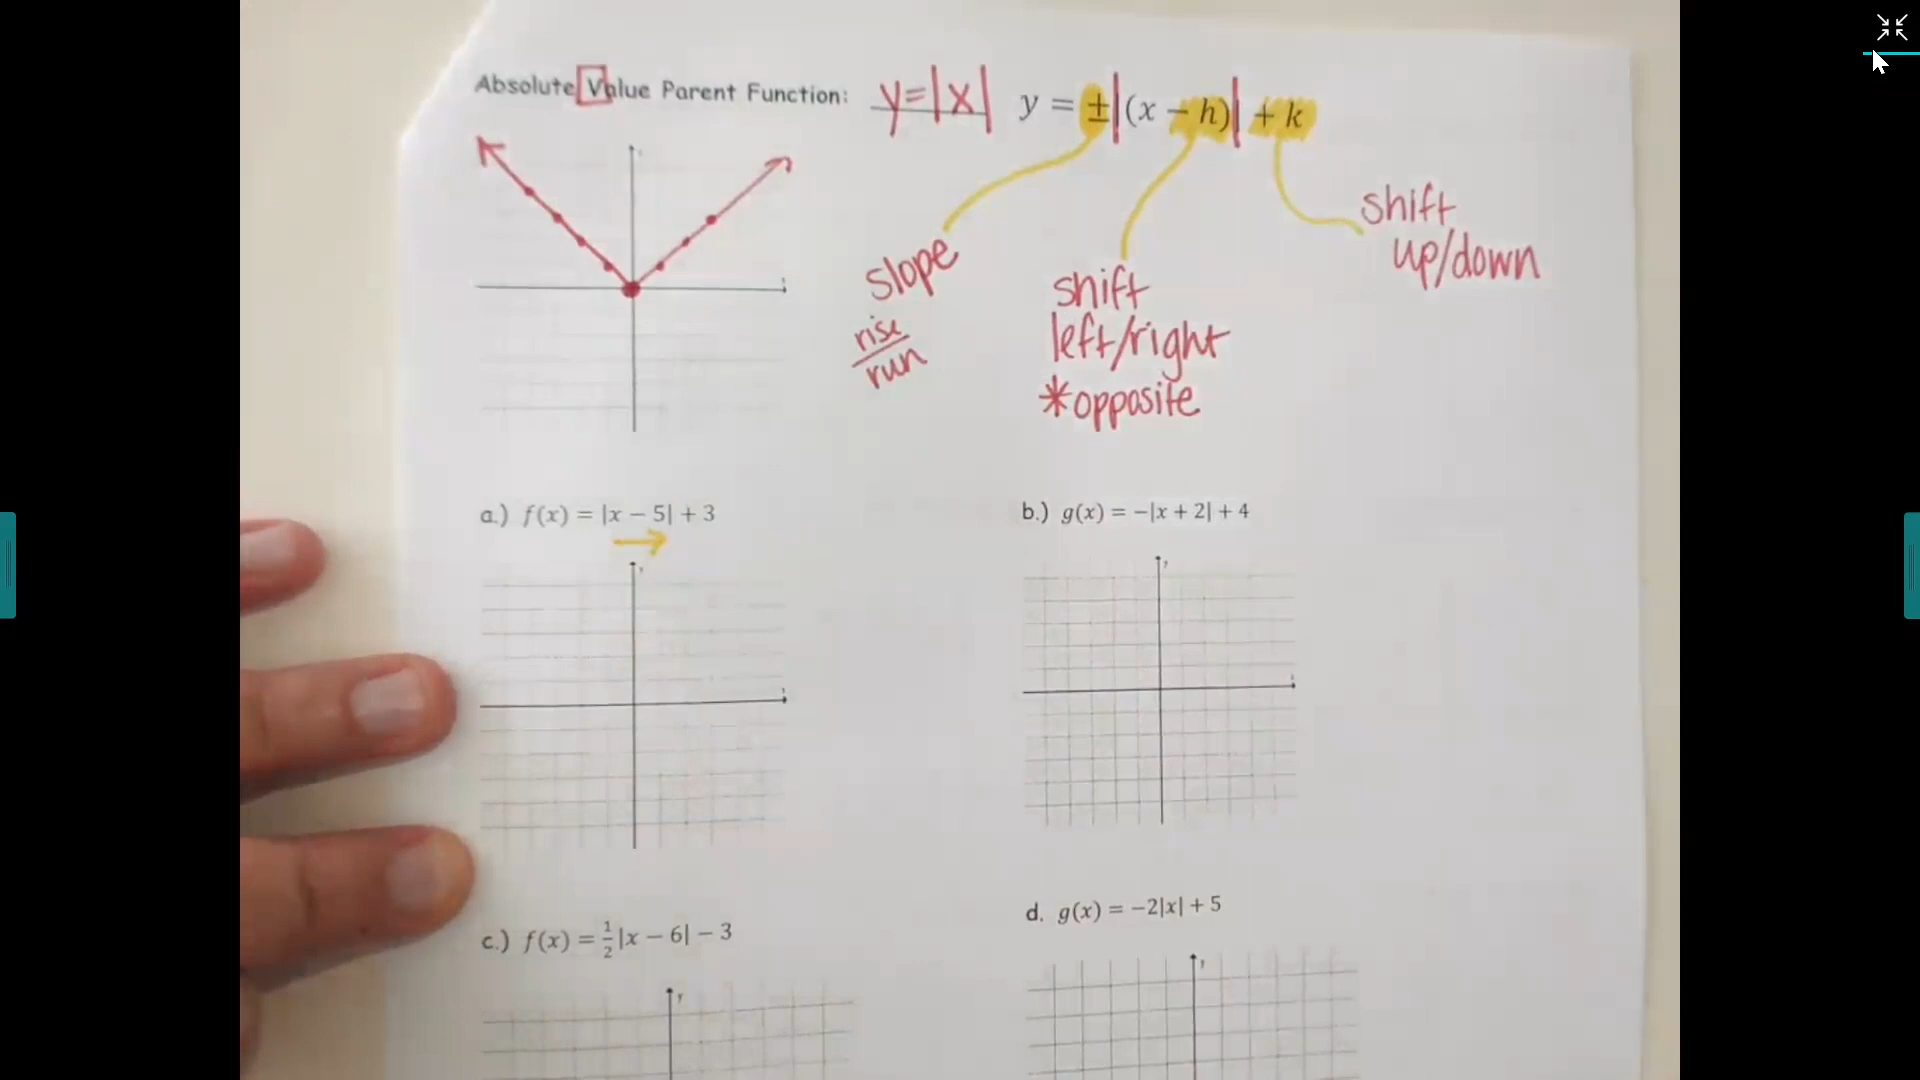 Absolute Value Parent Function: y=|x| y = ±|(x − h)| + k
shift
up/down
slope
rise
run
shift
left/right
*opposite
a.) f(x) = |x − 5| + 3
b.) g(x) = −|x + 2| + 4
y
x
c.) f(x) = 1/2|x − 6| − 3
d. g(x) = −2|x| + 5
y
y